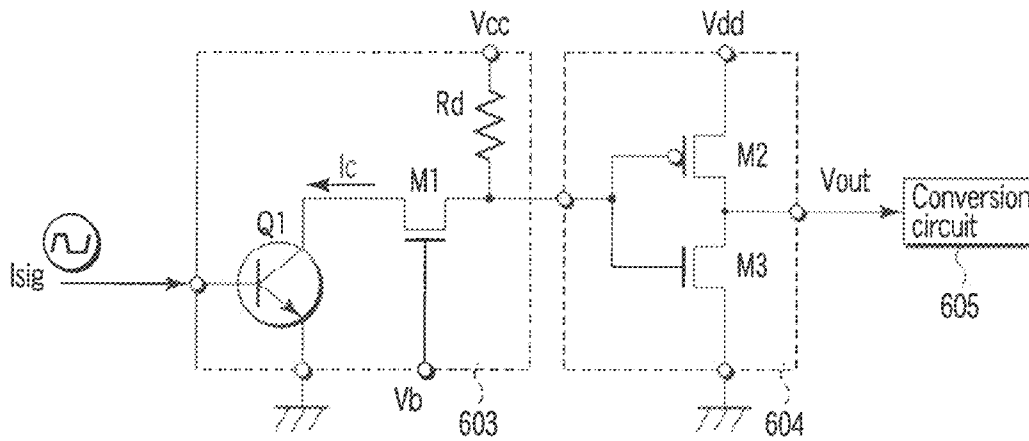 Vcc
Vdd
Rd
Ic
M1
M2
Q1
Vout
Conversion
circuit
Isig
M3
605
Vb
603
604